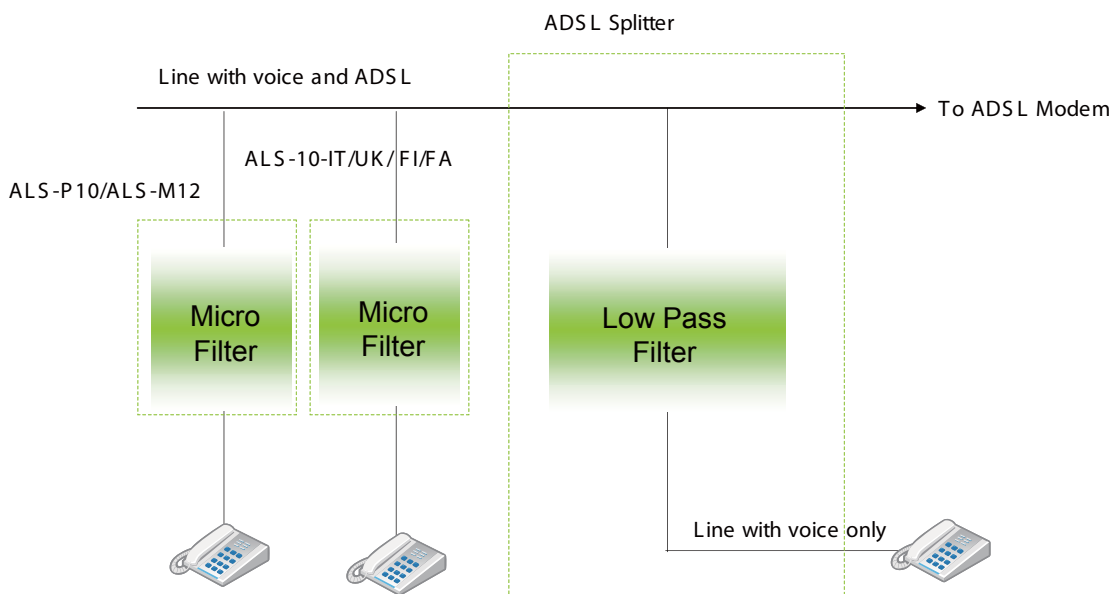 ADSL Splitter
Line with voice and ADSL
To ADSL Modem
ALS-10-IT/UK/FI/FA
ALS-P10/ALS-M12
Micro
Filter
Micro
Filter
Low Pass
Filter
Line with voice only